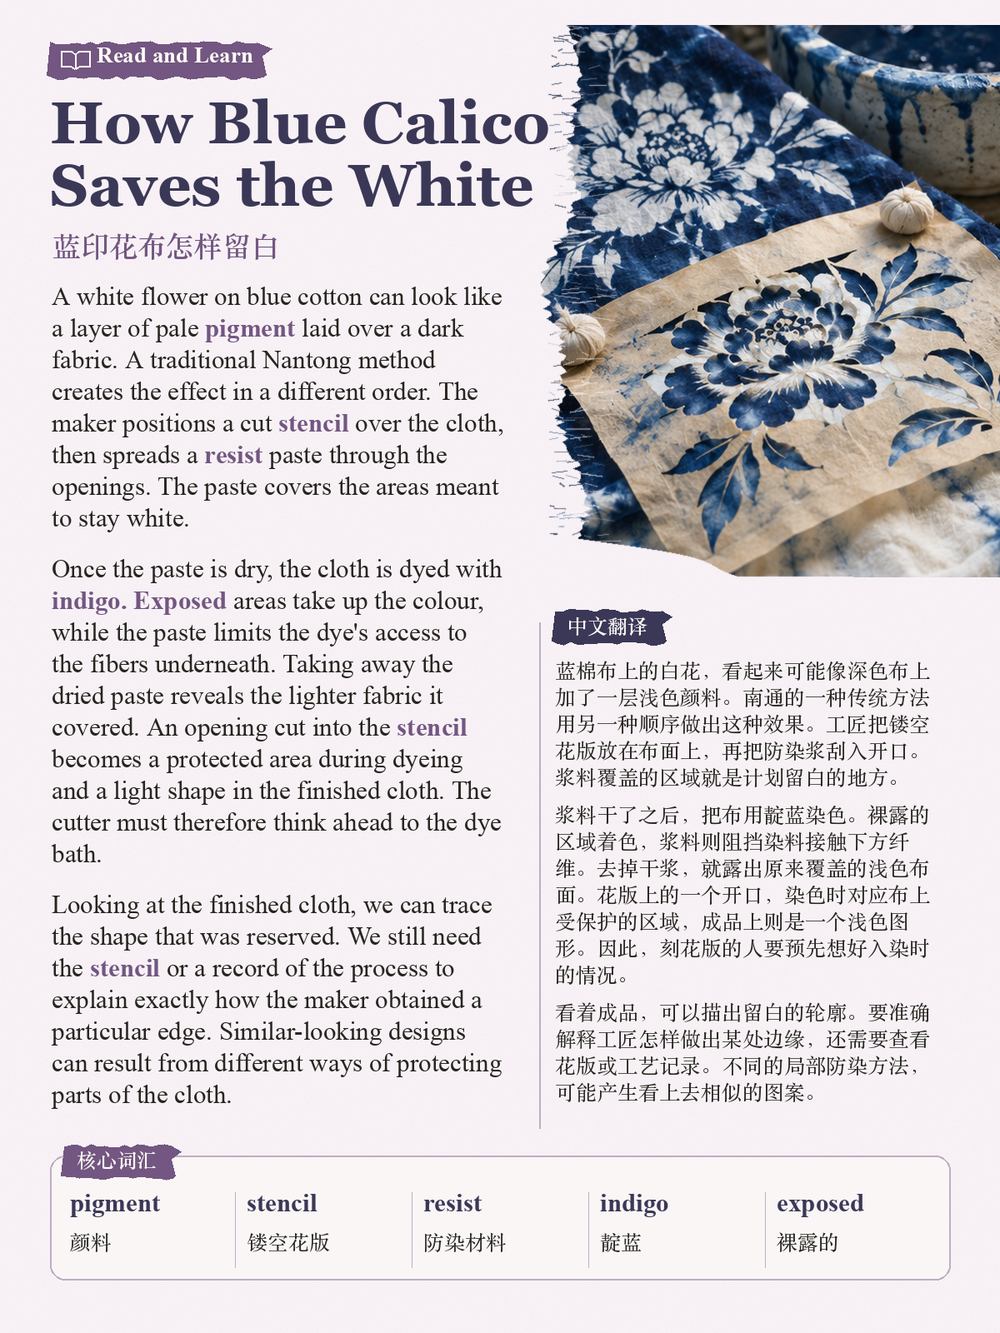 Read and Learn
How Blue Calico
Saves the White
蓝印花布怎样留白
A white flower on blue cotton can look like
a layer of pale pigment laid over a dark
fabric. A traditional Nantong method
creates the effect in a different order. The
maker positions a cut stencil over the cloth,
then spreads a resist paste through the
openings. The paste covers the areas meant
to stay white.
Once the paste is dry, the cloth is dyed with
indigo. Exposed areas take up the colour,
while the paste limits the dye's access to
the fibers underneath. Taking away the
dried paste reveals the lighter fabric it
covered. An opening cut into the stencil
becomes a protected area during dyeing
and a light shape in the finished cloth. The
cutter must therefore think ahead to the dye
bath.
Looking at the finished cloth, we can trace
the shape that was reserved. We still need
the stencil or a record of the process to
explain exactly how the maker obtained a
particular edge. Similar-looking designs
can result from different ways of protecting
parts of the cloth.
中文翻译
蓝棉布上的白花，看起来可能像深色布上
加了一层浅色颜料。南通的一种传统方法
用另一种顺序做出这种效果。工匠把镂空
花版放在布面上，再把防染浆刮入开口。
浆料覆盖的区域就是计划留白的地方。
浆料干了之后，把布用靛蓝染色。裸露的
区域着色，浆料则阻挡染料接触下方纤
维。去掉干浆，就露出原来覆盖的浅色布
面。花版上的一个开口，染色时对应布上
受保护的区域，成品上则是一个浅色图
形。因此，刻花版的人要预先想好入染时
的情况。
看着成品，可以描出留白的轮廓。要准确
解释工匠怎样做出某处边缘，还需要查看
花版或工艺记录。不同的局部防染方法，
可能产生看上去相似的图案。
核心词汇
pigment
颜料
stencil
镂空花版
resist
防染材料
indigo
靛蓝
exposed
裸露的